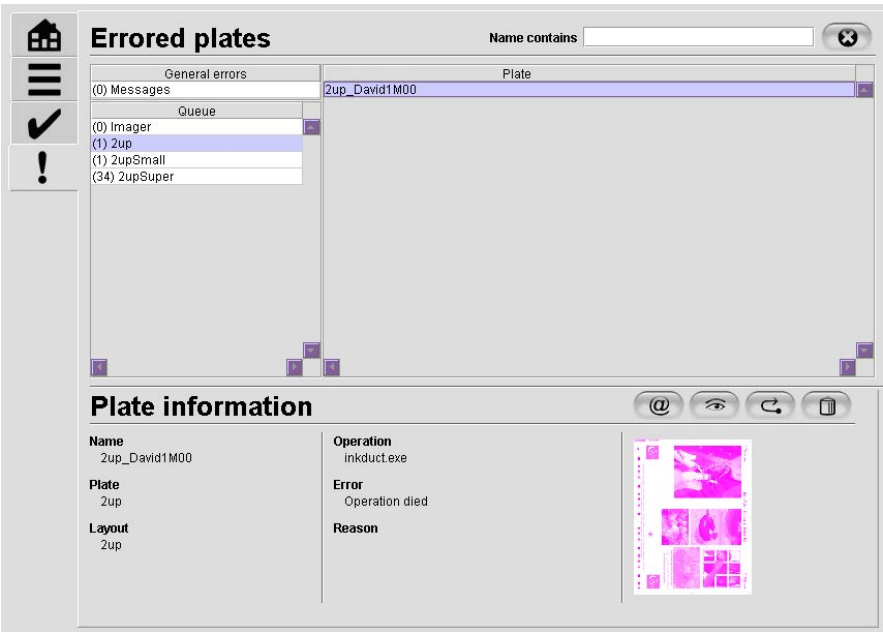 Errored plates
Name contains
General errors
(0) Messages
Queue
(0) Imager
(1) 2up
(1) 2upSmall
(34) 2upSuper
Plate
2up_David1M00
Plate information
@
Name
2up_David1M00
Plate
2up
Layout
2up
Operation
inkduct.exe
Error
Operation died
Reason